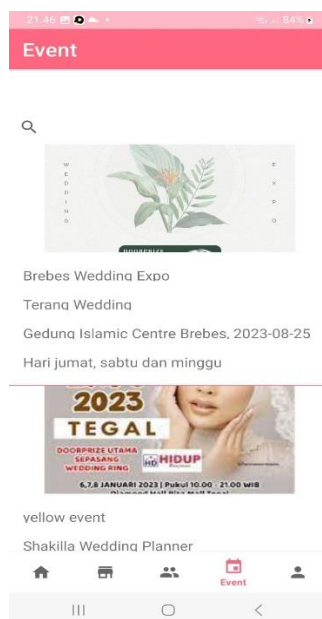 21.46
84%
Event
WEDDING
EXPO
DOORPRIZE
Brebes Wedding Expo
Terang Wedding
Gedung Islamic Centre Brebes, 2023-08-25
Hari jumat, sabtu dan minggu
2023
TEGAL
DOORPRIZE UTAMA
SEPASANG
WEDDING RING
HD HIDUP
6,7,8 JANUARI 2023 | Pukul 10.00 - 21.00 WIB
yellow event
Shakilla Wedding Planner
Event